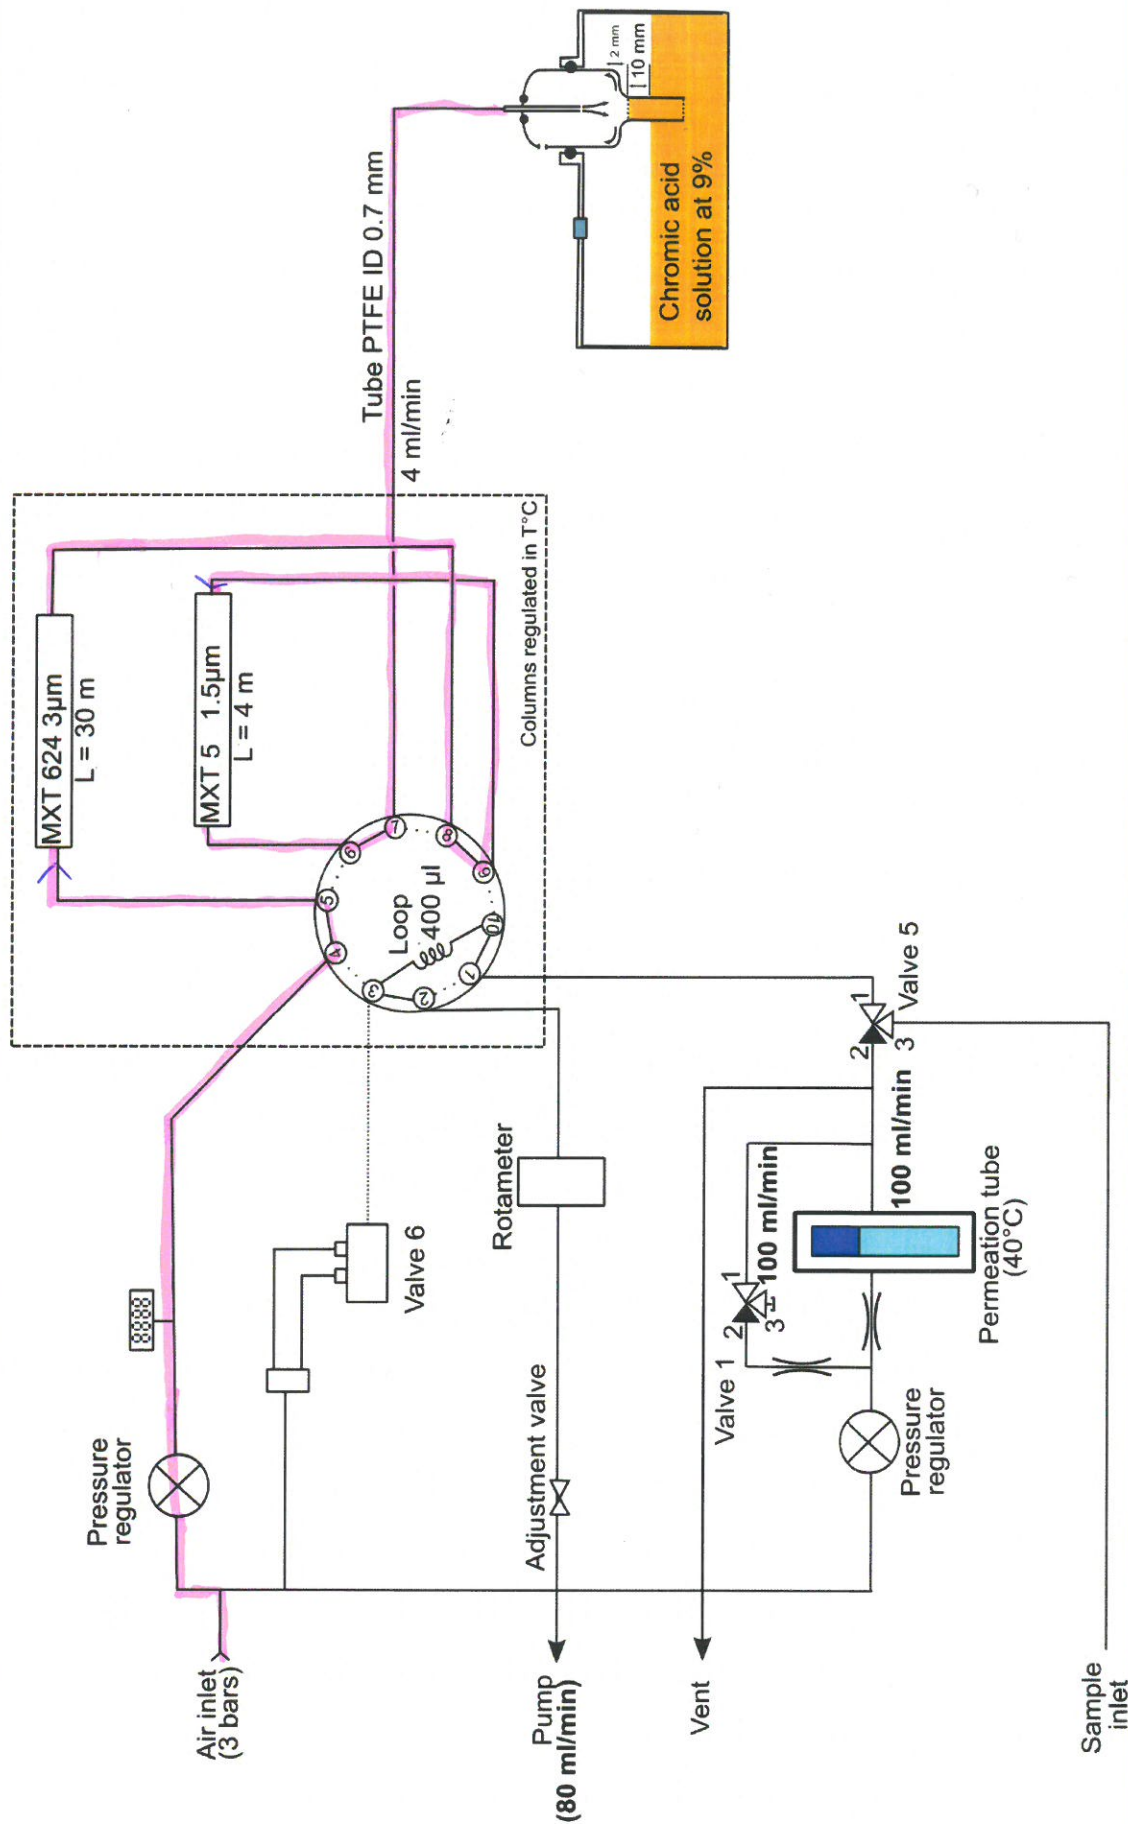 Air inlet
(3 bars)
Pressure
regulator
8888
Valve 6
Pump
(80 ml/min)
Adjustment valve
Rotameter
Vent
Valve 1
2
1
3
100 ml/min
100 ml/min
Pressure
regulator
Permeation tube
(40°C)
Sample
inlet
2
1
3
Valve 5
Loop
400 µl
1
2
3
4
5
6
7
8
9
10
MXT 624 3µm
L = 30 m
MXT 5 1.5µm
L = 4 m
Columns regulated in T°C
4 ml/min
Tube PTFE ID 0.7 mm
2 mm
10 mm
Chromic acid
solution at 9%